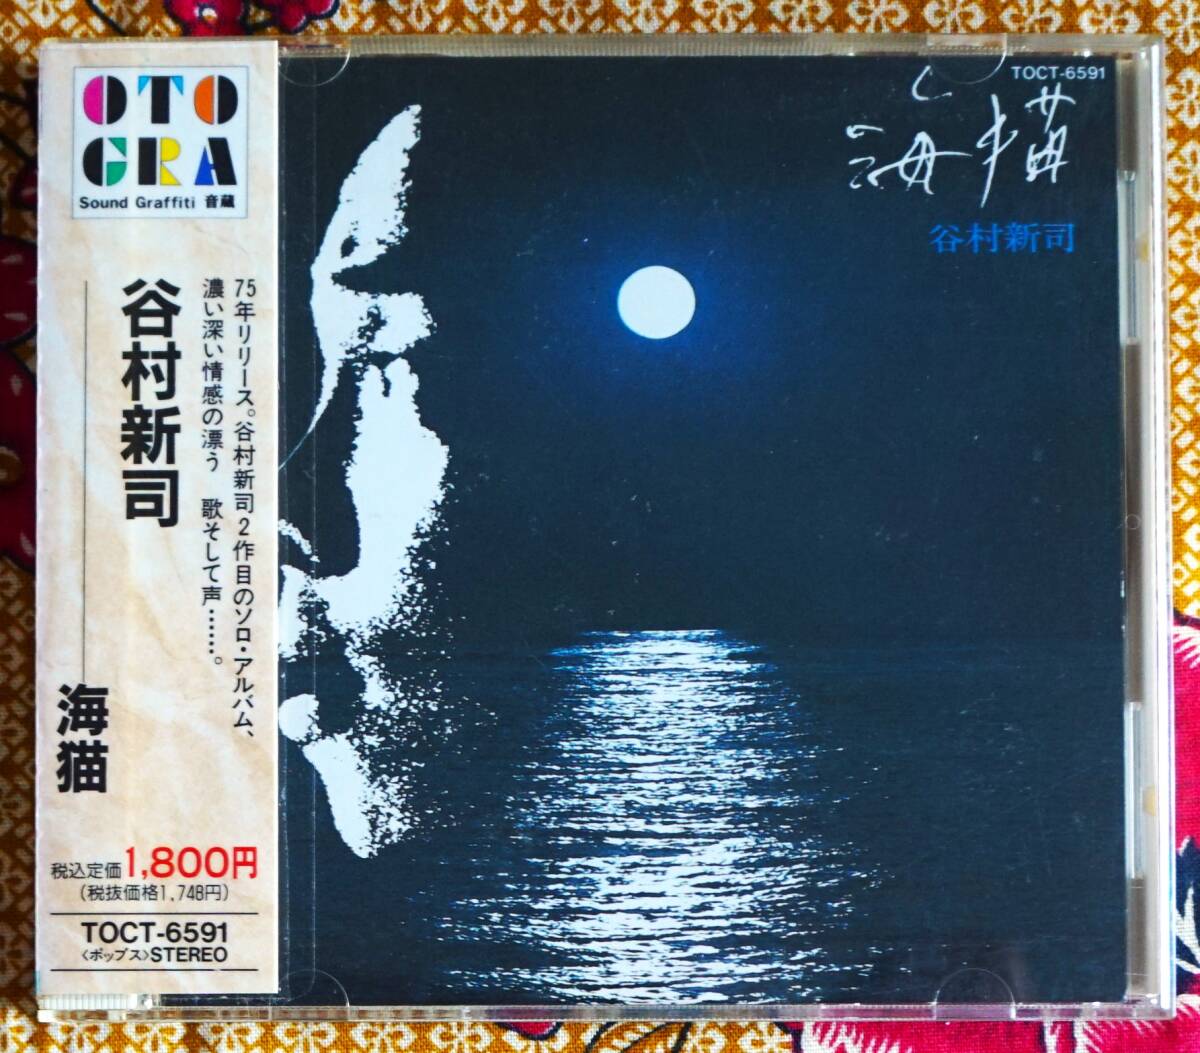 OTO
GRA
Sound Graffiti 音蔵
谷村新司
75年リリース。谷村新司2作目のソロ・アルバム、
濃い深い情感の漂う 歌そして声……。
海猫
税込定価1,800円
(税抜価格1,748円)
TOCT-6591
〈ポップス〉STEREO
TOCT-6591
海猫
谷村新司